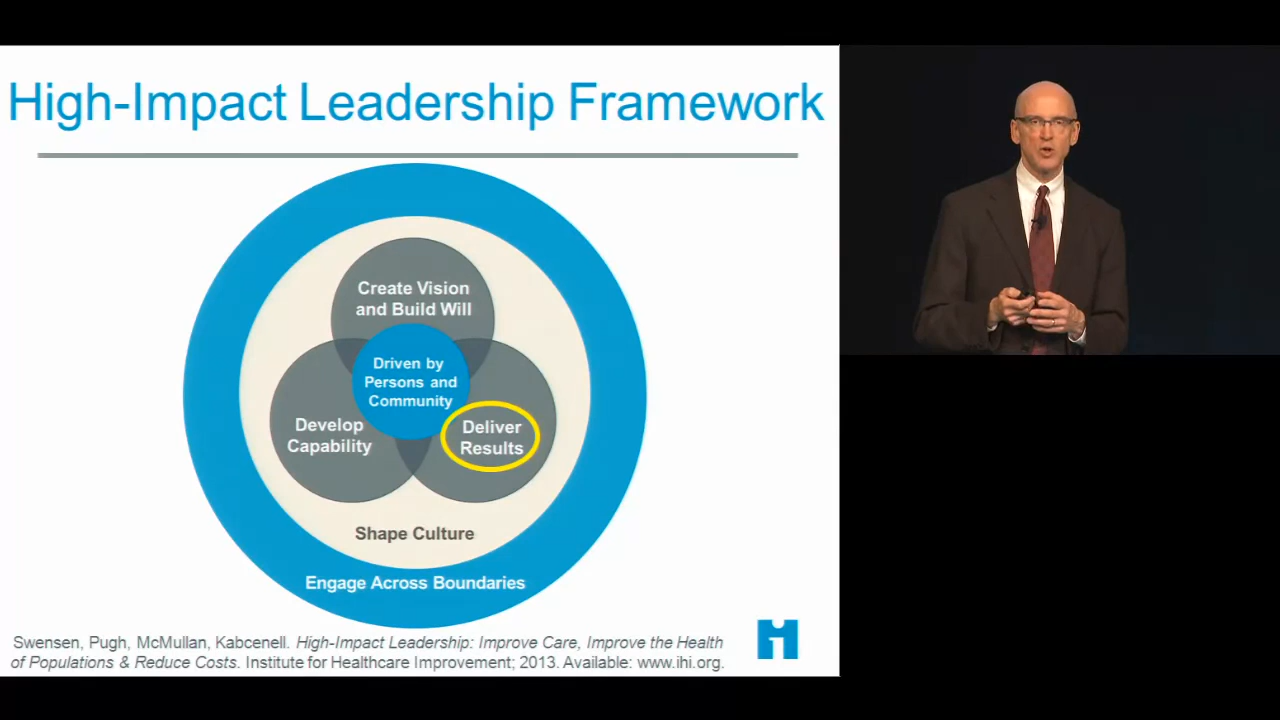 High-Impact Leadership Framework
Create Vision
and Build Will
Driven by
Persons and
Community
Develop
Capability
Deliver
Results
Shape Culture
Engage Across Boundaries
Swensen, Pugh, McMullan, Kabcenell. High-Impact Leadership: Improve Care, Improve the Health
of Populations & Reduce Costs. Institute for Healthcare Improvement; 2013. Available: www.ihi.org.